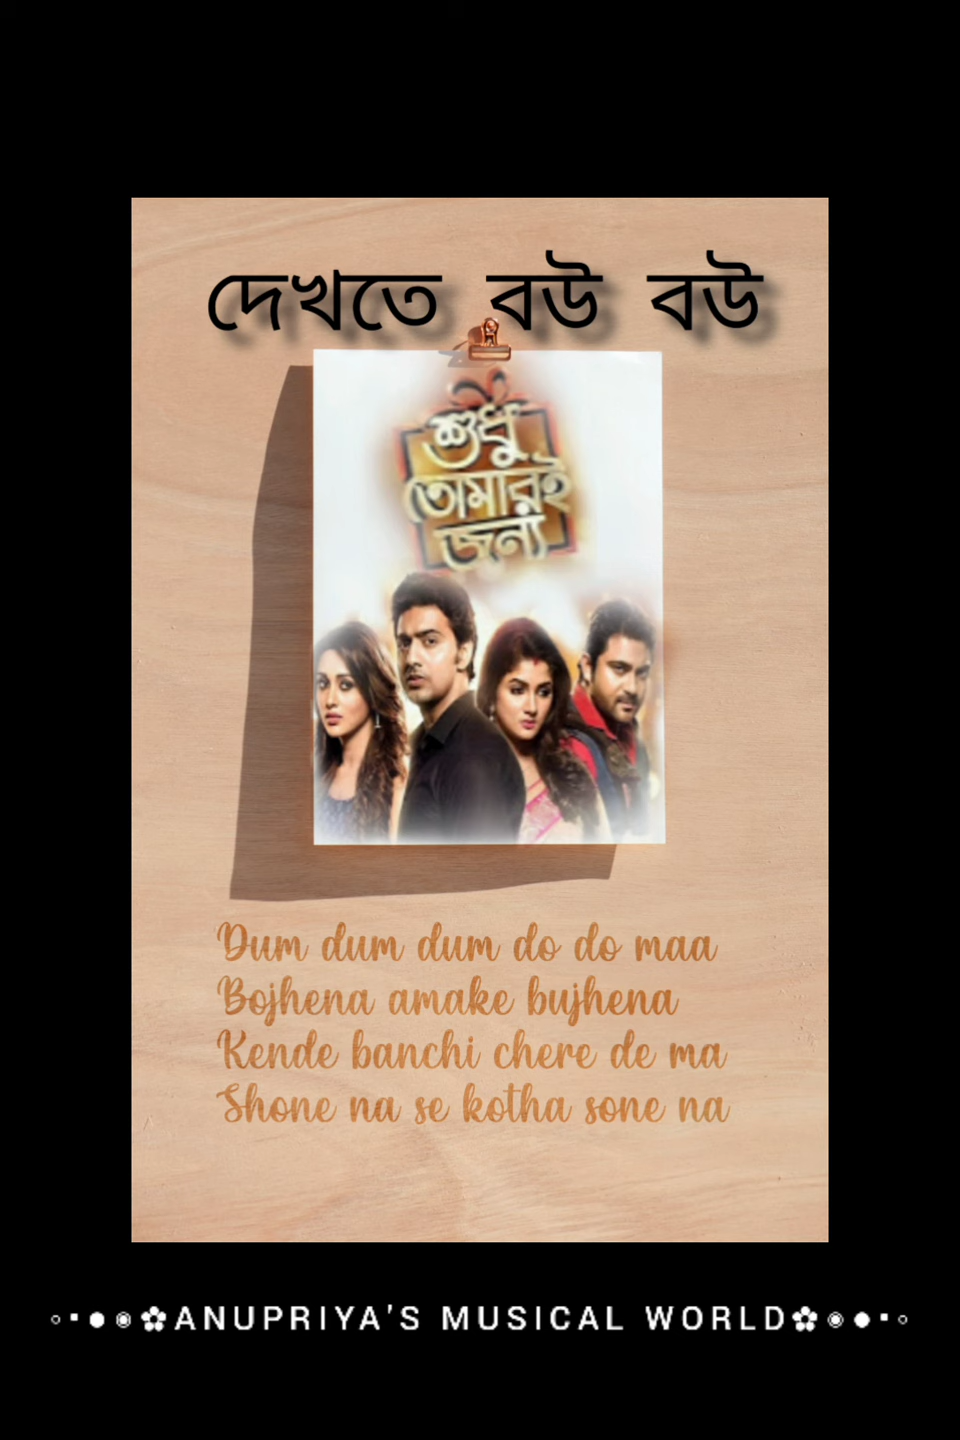 দেখতে বউ বউ
শুধু
তোমারই
জন্য
Dum dum dum do do maa
Bojhena amake bujhena
Kende banchi chere de ma
Shone na se kotha sone na
◦•●◉✿ANUPRIYA'S MUSICAL WORLD✿◉●•◦